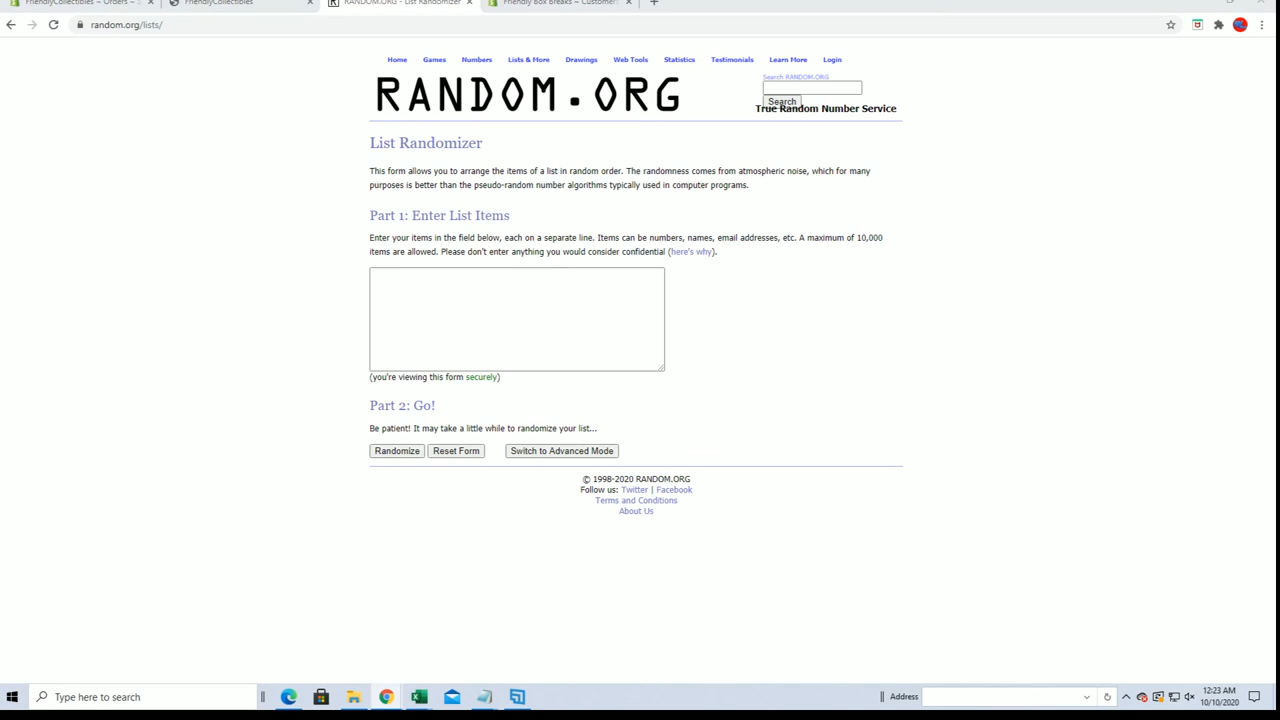 FriendlyCollectibles ~ Orders ~
FriendlyCollectibles
RANDOM.ORG - List Randomizer
Friendly Box Breaks ~ Customers
random.org/lists/
Home Games Numbers Lists & More Drawings Web Tools Statistics Testimonials Learn More Login
RANDOM.ORG
Search RANDOM.ORG
Search
True Random Number Service
List Randomizer
This form allows you to arrange the items of a list in random order. The randomness comes from atmospheric noise, which for many
purposes is better than the pseudo-random number algorithms typically used in computer programs.
Part 1: Enter List Items
Enter your items in the field below, each on a separate line. Items can be numbers, names, email addresses, etc. A maximum of 10,000
items are allowed. Please don't enter anything you would consider confidential (here's why).
(you're viewing this form securely)
Part 2: Go!
Be patient! It may take a little while to randomize your list...
Randomize Reset Form Switch to Advanced Mode
© 1998-2020 RANDOM.ORG
Follow us: Twitter | Facebook
Terms and Conditions
About Us
Type here to search
Address
12:23 AM
10/10/2020